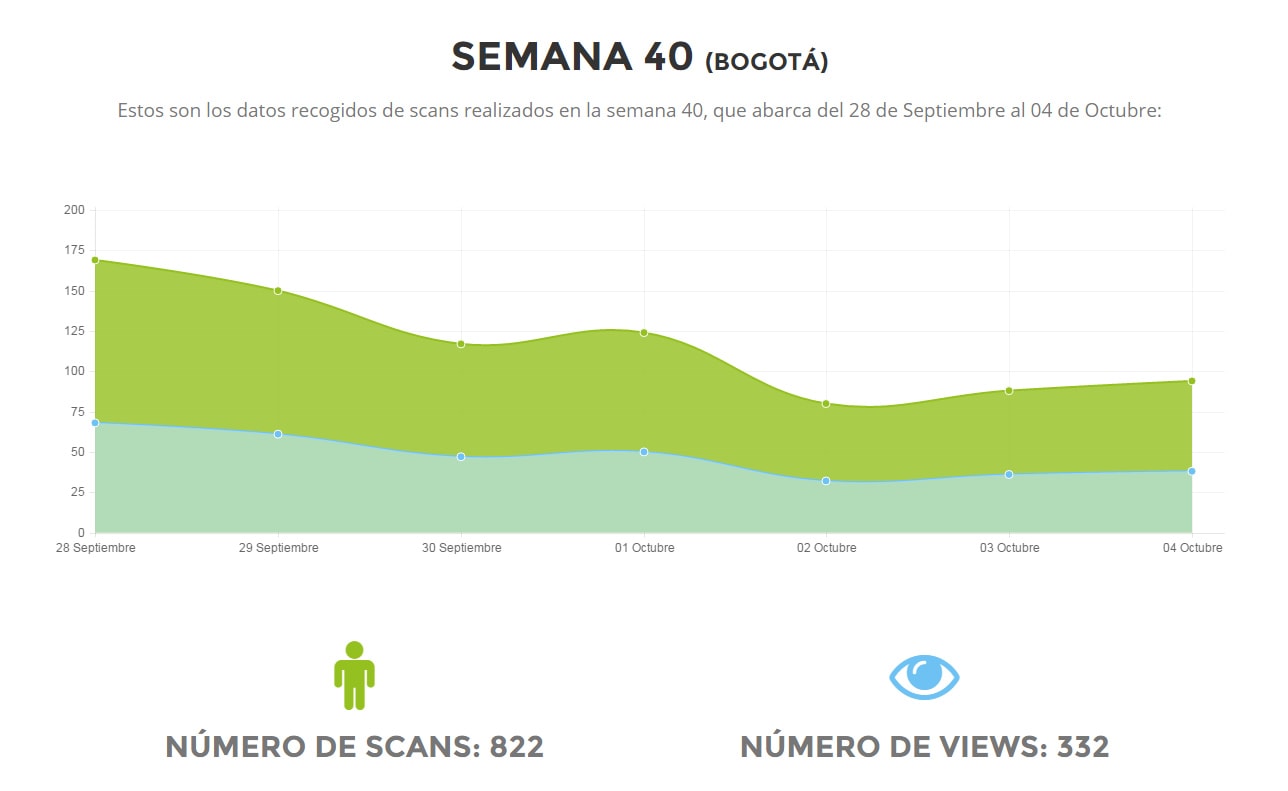 SEMANA 40 (BOGOTÁ)
Estos son los datos recogidos de scans realizados en la semana 40, que abarca del 28 de Septiembre al 04 de Octubre:
200
175
150
125
100
75
50
25
0
28 Septiembre 29 Septiembre 30 Septiembre 01 Octubre 02 Octubre 03 Octubre 04 Octubre
NÚMERO DE SCANS: 822
NÚMERO DE VIEWS: 332